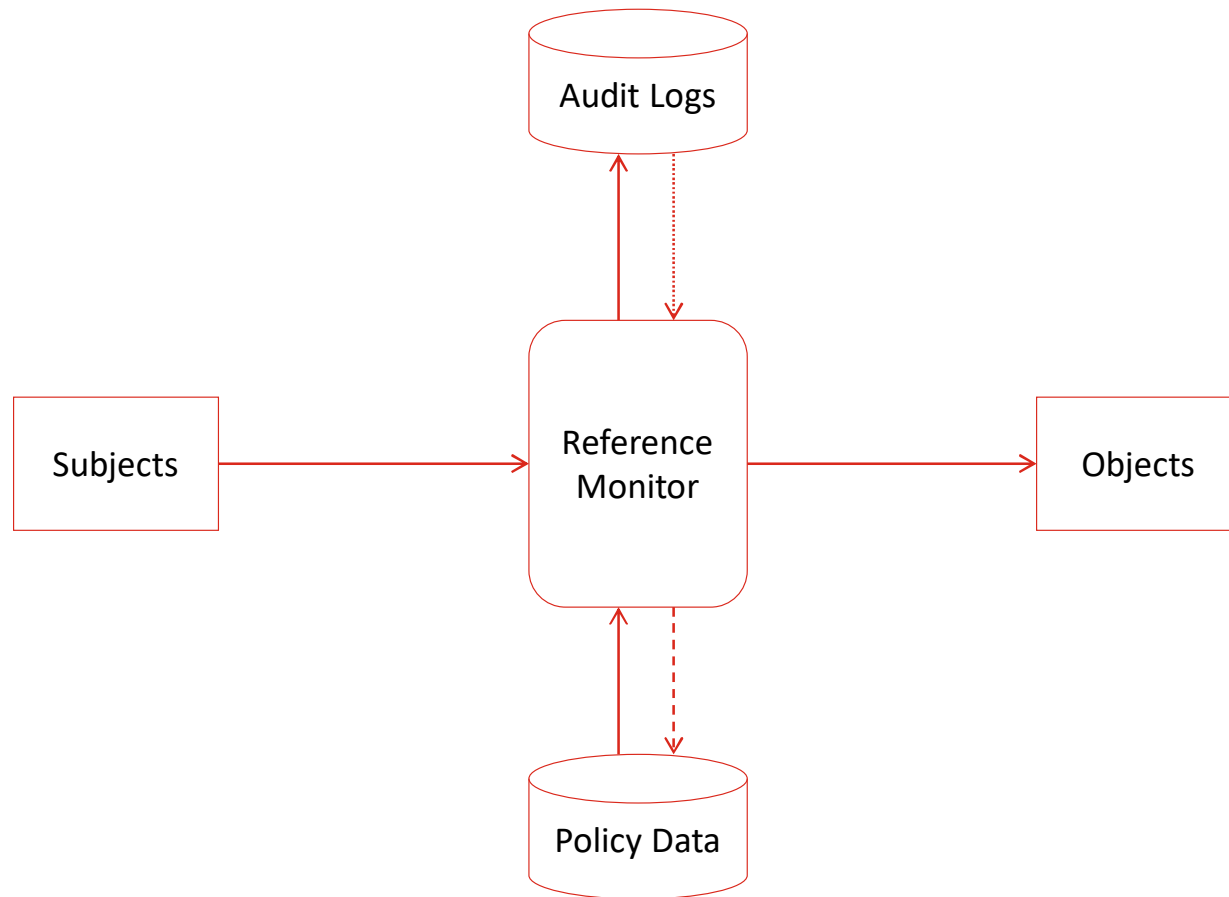 Audit Logs
Subjects
Reference
Monitor
Objects
Policy Data